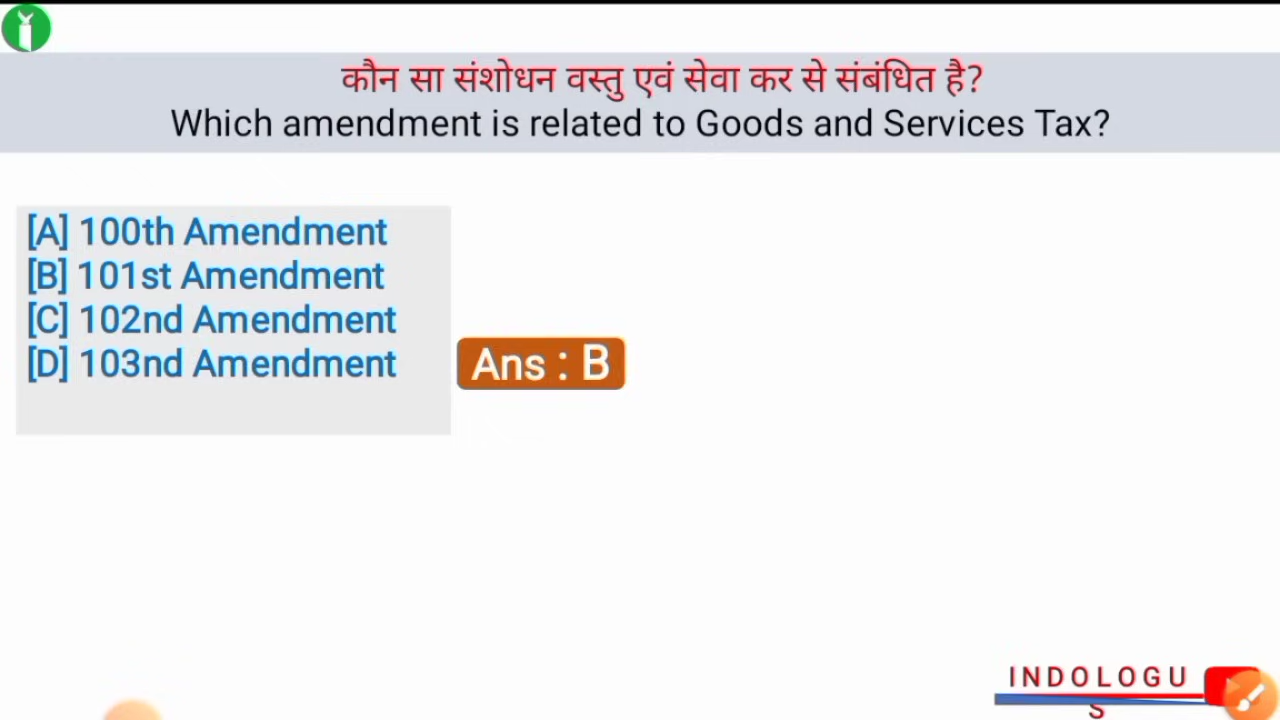 कौन सा संशोधन वस्तु एवं सेवा कर से संबंधित है?
Which amendment is related to Goods and Services Tax?
[A] 100th Amendment
[B] 101st Amendment
[C] 102nd Amendment
[D] 103nd Amendment
Ans : B
INDOLOGU
S